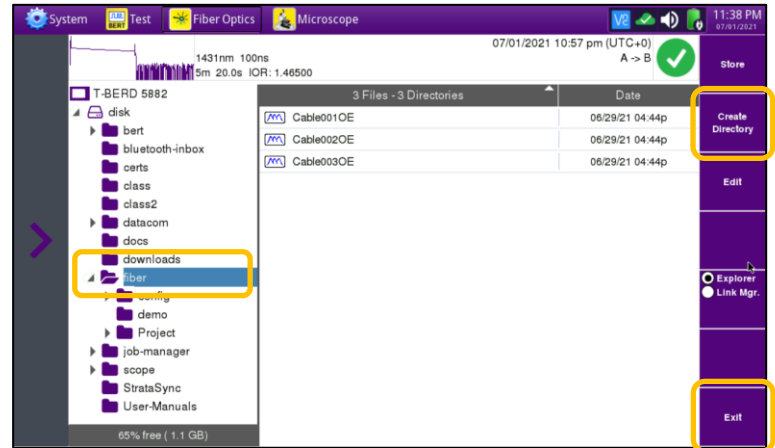 System Test Fiber Optics Microscope 11:38 PM
BERT 07/01/2021
1431nm 100ns 07/01/2021 10:57 pm (UTC+0)
5m 20.0s IOR: 1.46500 A -> B
Store
T-BERD 5882
3 Files - 3 Directories Date
disk
Cable001OE 06/29/21 04:44p
bert
Cable002OE 06/29/21 04:44p
bluetooth-inbox
Cable003OE 06/29/21 04:44p
certs
Create
Directory
class
Edit
class2
datacom
docs
downloads
fiber
Explorer
Link Mgr.
config
demo
Project
job-manager
scope
StrataSync
User-Manuals
Exit
65% free ( 1.1 GB)